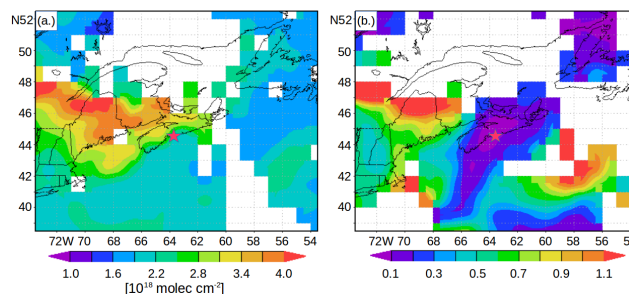 N52 (a.) N52 (b.)
50 50
48 48
46 46
44 44
42 42
40 40
72W 70 68 66 64 62 60 58 56 54 72W 70 68 66 64 62 60 58 56 5
1.0 1.6 2.2 2.8 3.4 4.0 0.1 0.3 0.5 0.7 0.9 1.1
[10¹⁸ molec cm⁻²]